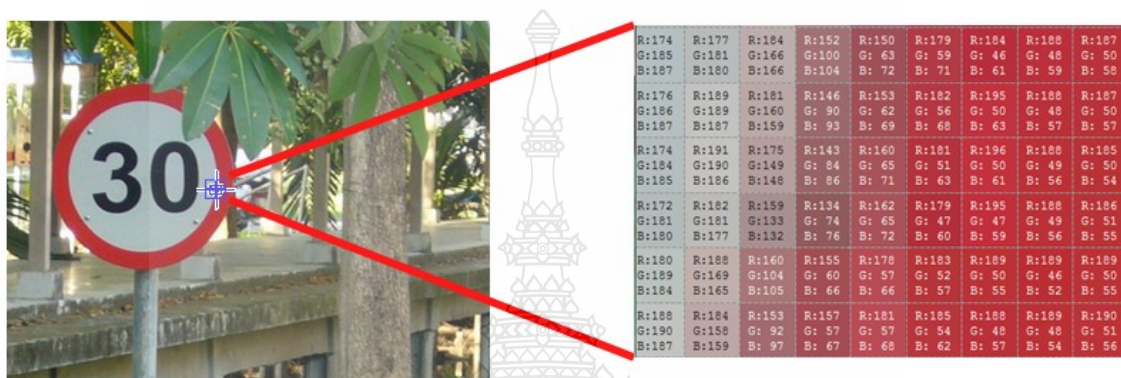 30
R:174 R:177 R:184 R:152 R:150 R:179 R:184 R:188 R:187
G:185 G:181 G:166 G:100 G: 63 G: 59 G: 46 G: 48 G: 50
B:187 B:180 B:166 B:104 B: 72 B: 71 B: 61 B: 59 B: 58
R:176 R:189 R:181 R:146 R:153 R:182 R:195 R:188 R:187
G:186 G:189 G:160 G: 90 G: 62 G: 56 G: 50 G: 48 G: 50
B:187 B:187 B:159 B: 93 B: 69 B: 68 B: 63 B: 57 B: 57
R:174 R:191 R:175 R:143 R:160 R:181 R:196 R:188 R:185
G:184 G:190 G:149 G: 84 G: 65 G: 51 G: 50 G: 49 G: 50
B:185 B:186 B:148 B: 86 B: 71 B: 63 B: 61 B: 56 B: 54
R:172 R:182 R:159 R:134 R:162 R:179 R:195 R:188 R:186
G:181 G:181 G:133 G: 74 G: 65 G: 47 G: 47 G: 49 G: 51
B:180 B:177 B:132 B: 76 B: 72 B: 60 B: 59 B: 56 B: 55
R:180 R:188 R:160 R:155 R:178 R:183 R:189 R:189 R:189
G:189 G:169 G:104 G: 60 G: 57 G: 52 G: 50 G: 46 G: 50
B:184 B:165 B:105 B: 66 B: 66 B: 57 B: 55 B: 52 B: 55
R:188 R:184 R:153 R:157 R:181 R:185 R:188 R:189 R:190
G:190 G:158 G: 92 G: 57 G: 57 G: 54 G: 48 G: 48 G: 51
B:187 B:159 B: 97 B: 67 B: 68 B: 62 B: 57 B: 54 B: 56